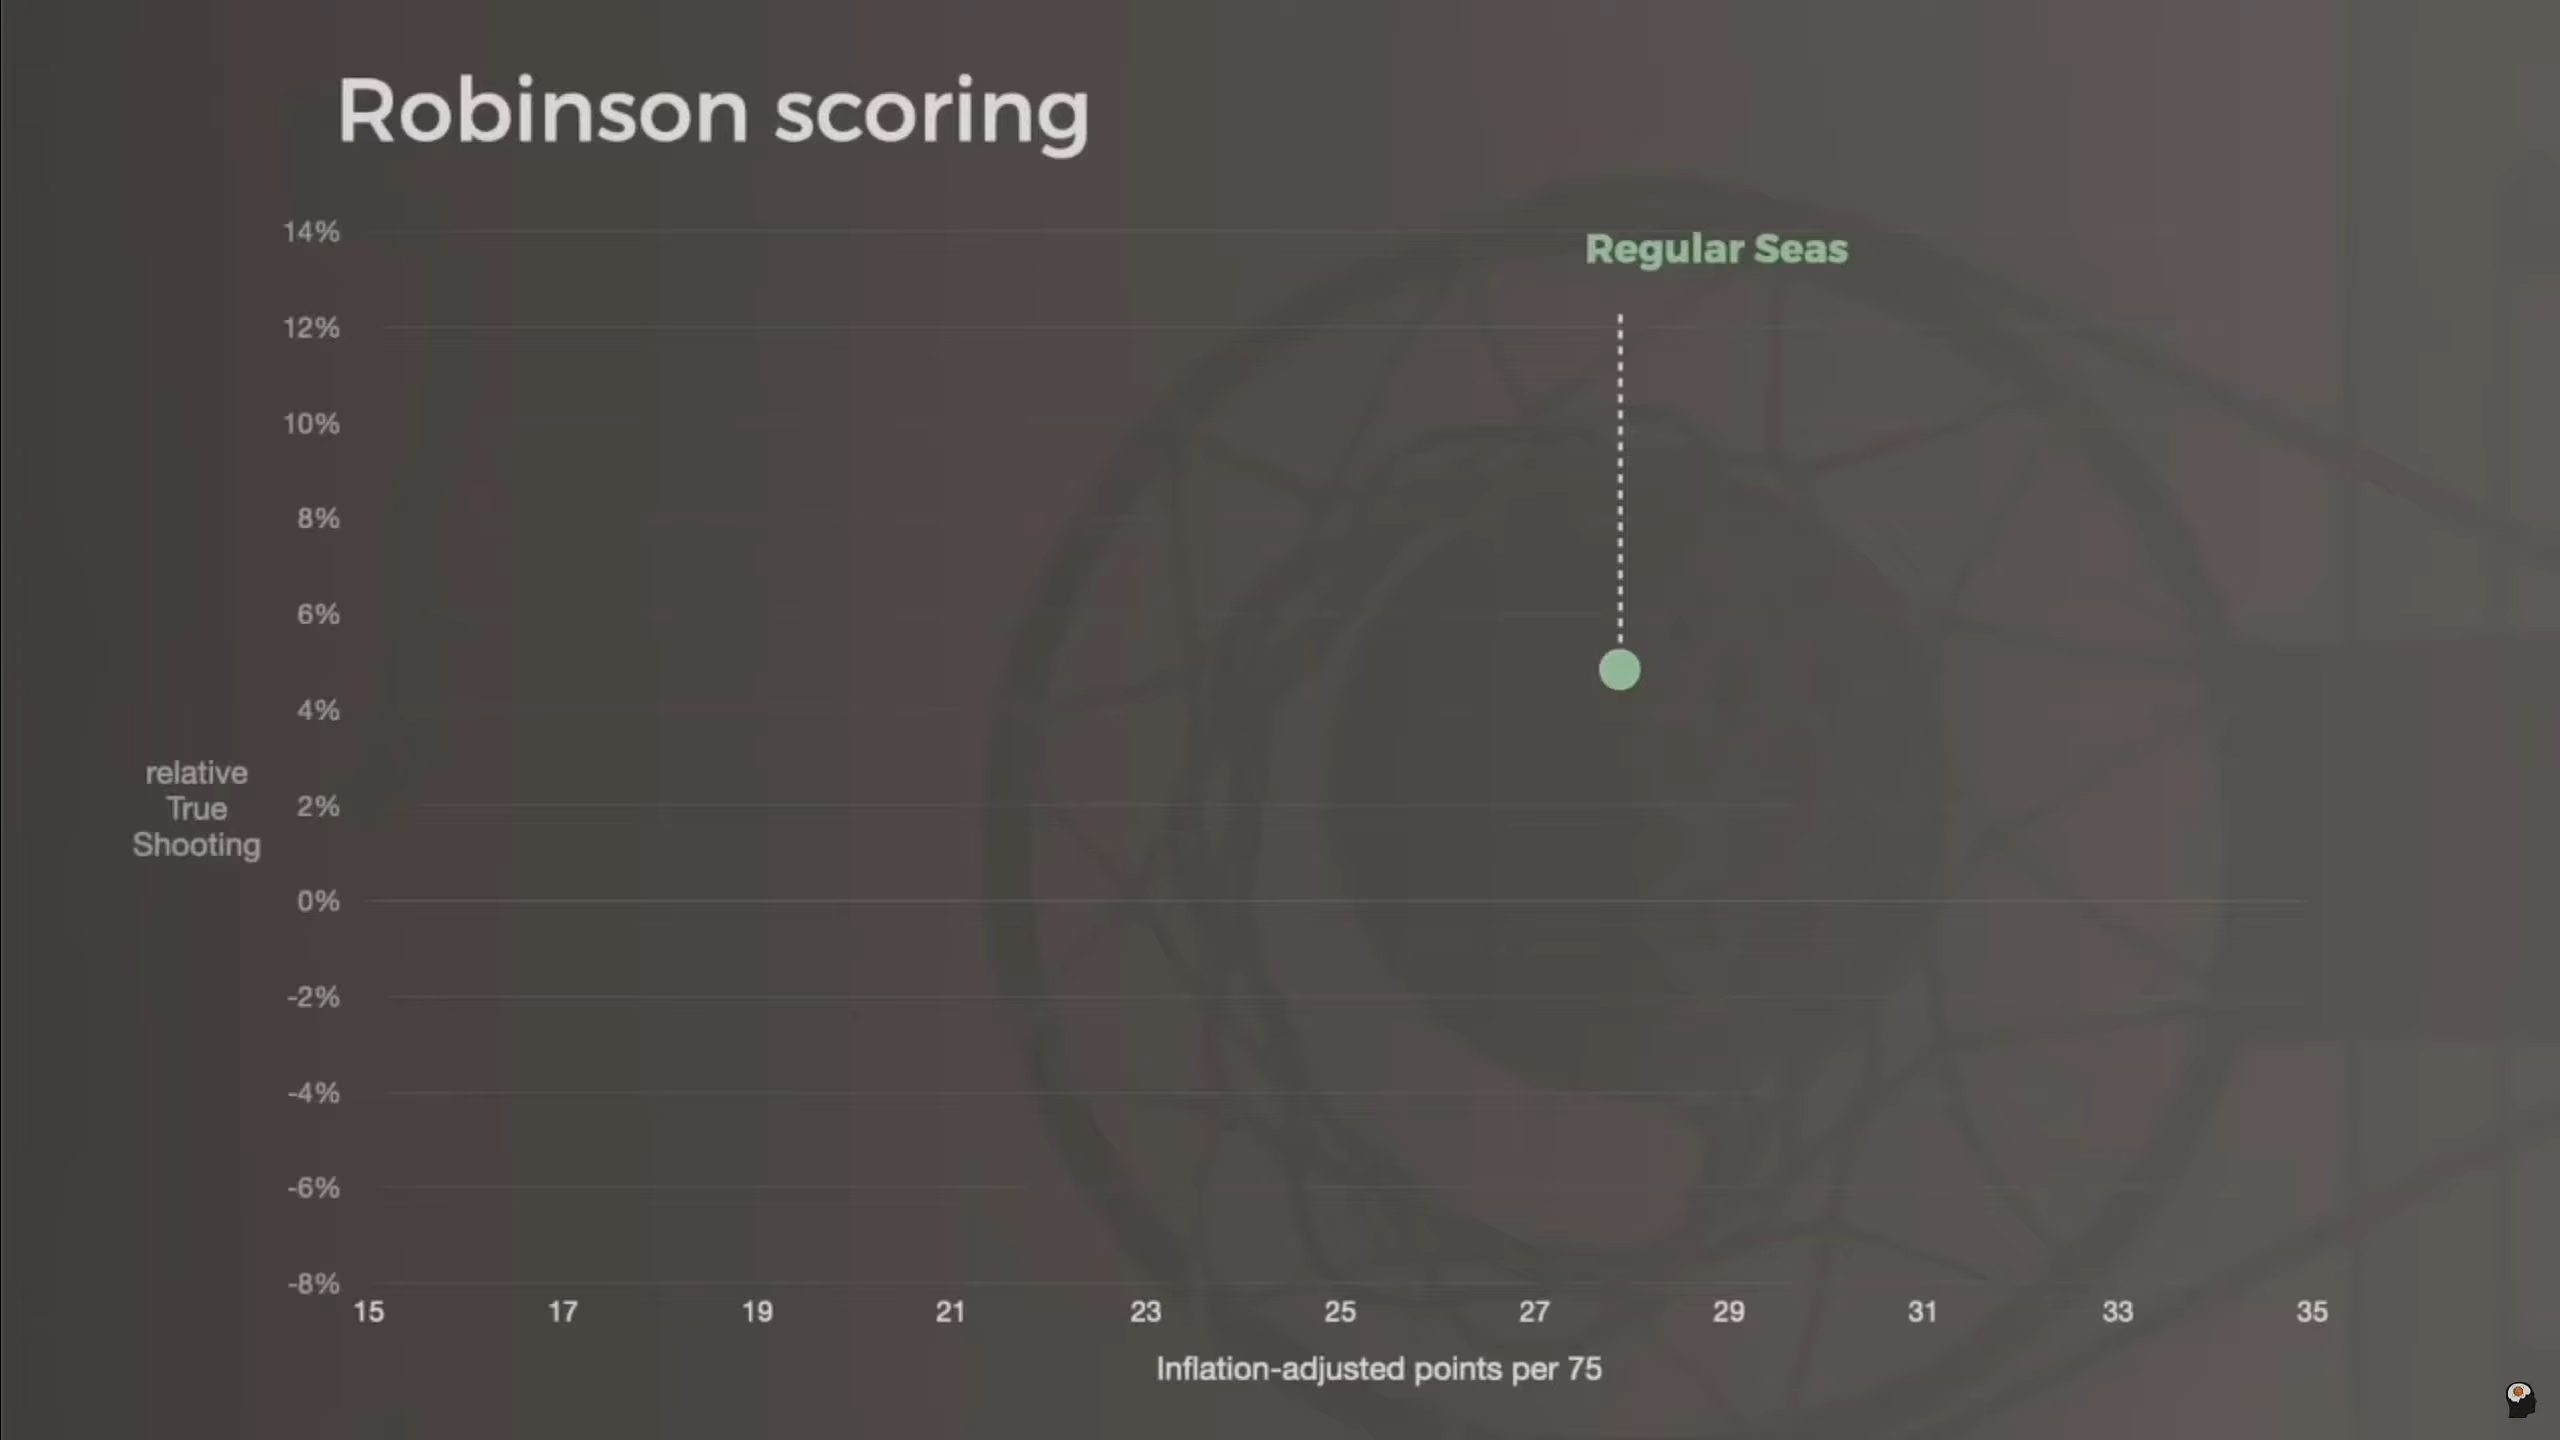 Robinson scoring
Regular Seas
14%
12%
10%
8%
6%
4%
2%
0%
-2%
-4%
-6%
-8%
relative
True
Shooting
15 17 19 21 23 25 27 29 31 33 35
Inflation-adjusted points per 75